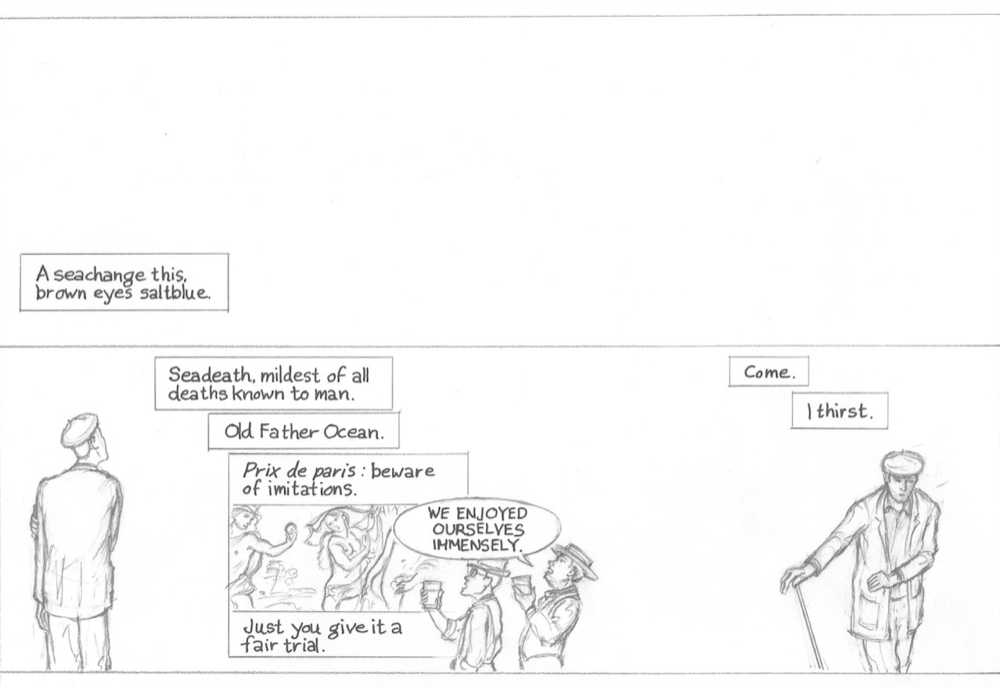 A seachange this,
brown eyes saltblue.
Seadeath, mildest of all
deaths known to man.
Old Father Ocean.
Prix de paris: beware
of imitations.
WE ENJOYED
OURSELVES
IMMENSELY.
Just you give it a
fair trial.
Come.
I thirst.